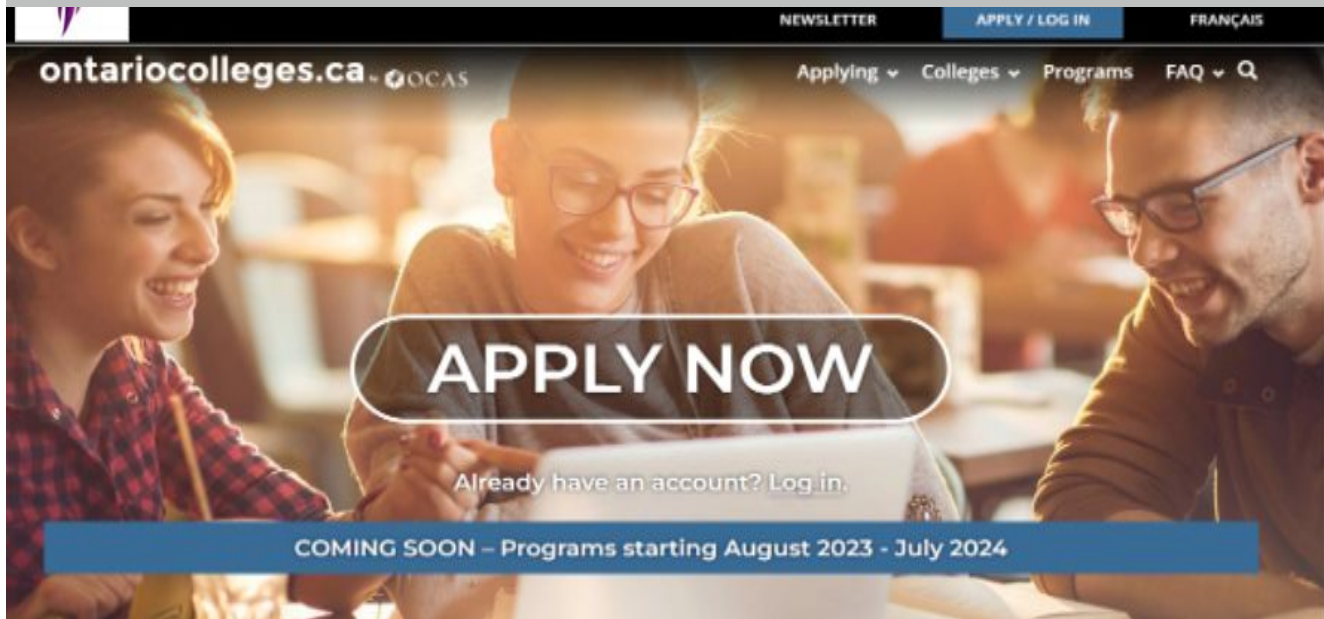 NEWSLETTER APPLY / LOG IN FRANÇAIS
ontariocolleges.ca by OCAS Applying Colleges Programs FAQ
APPLY NOW
Already have an account? Log in.
COMING SOON – Programs starting August 2023 - July 2024